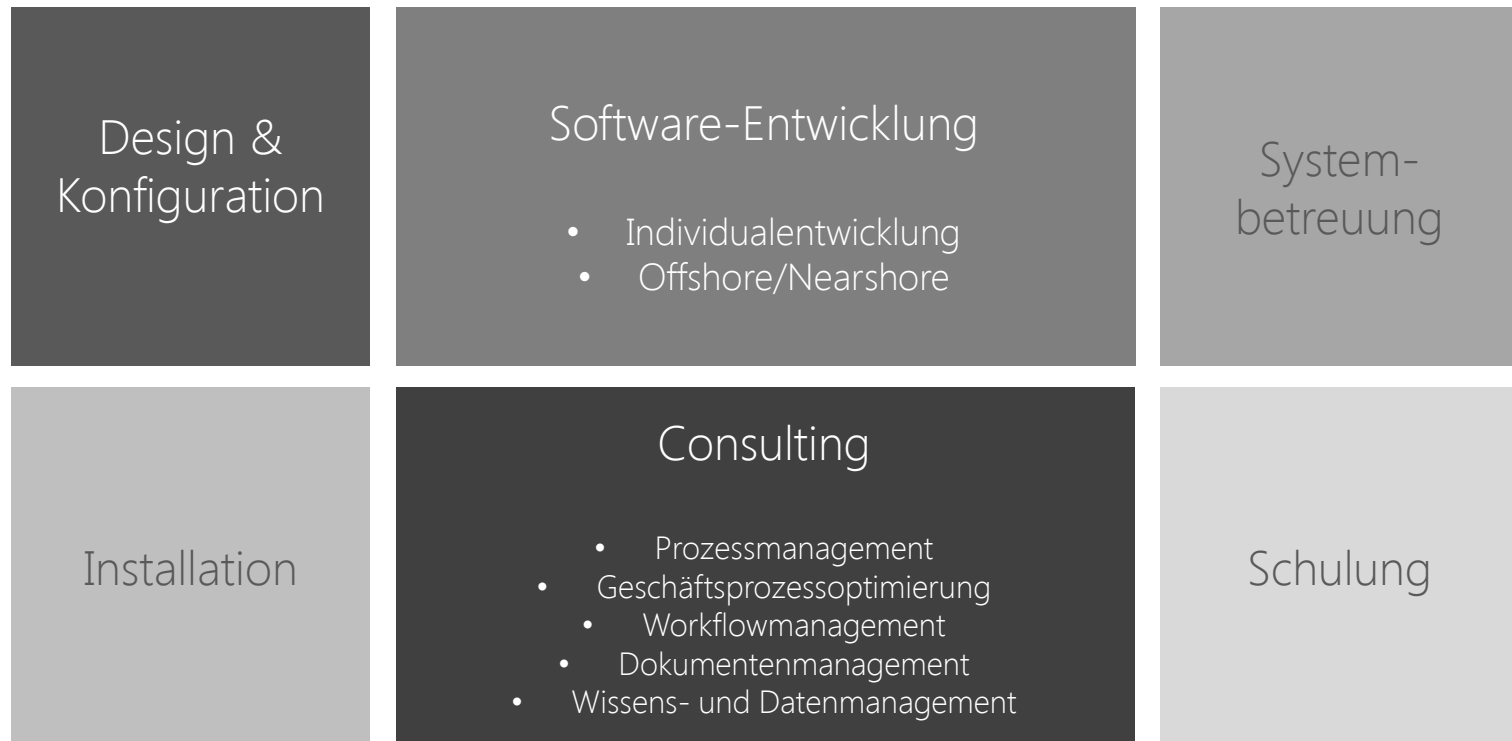 Design &
Konfiguration
Software-Entwicklung
• Individualentwicklung
• Offshore/Nearshore
System-
betreuung
Installation
Consulting
• Prozessmanagement
• Geschäftsprozessoptimierung
• Workflowmanagement
• Dokumentenmanagement
• Wissens- und Datenmanagement
Schulung